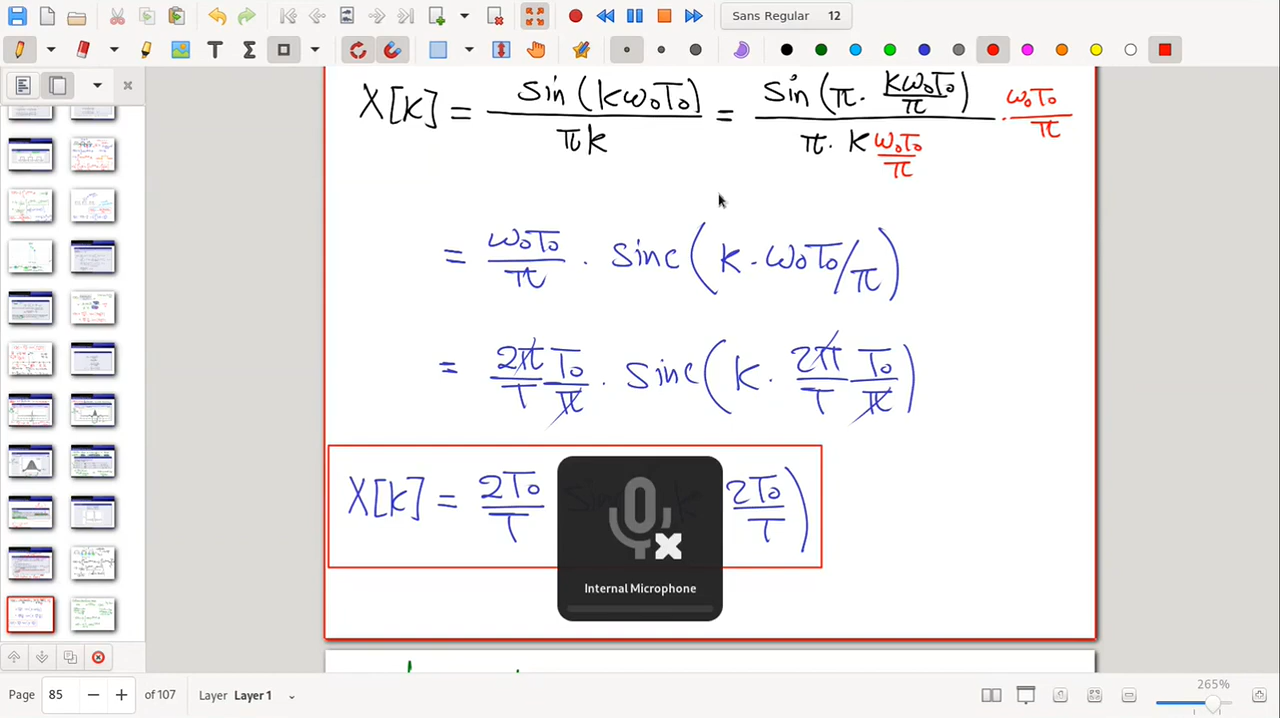 Sans Regular 12
X[k] = sin(kω₀T₀) / πk = sin(π · kω₀T₀/π) / (π · k ω₀T₀/π) · ω₀T₀/π
= ω₀T₀/π · sinc(k · ω₀T₀/π)
= 2π/T T₀/π · sinc(k · 2π/T T₀/π)
X[k] = 2T₀/T sinc k 2T₀/T)
Internal Microphone
Page 85 of 107 Layer Layer 1 265%